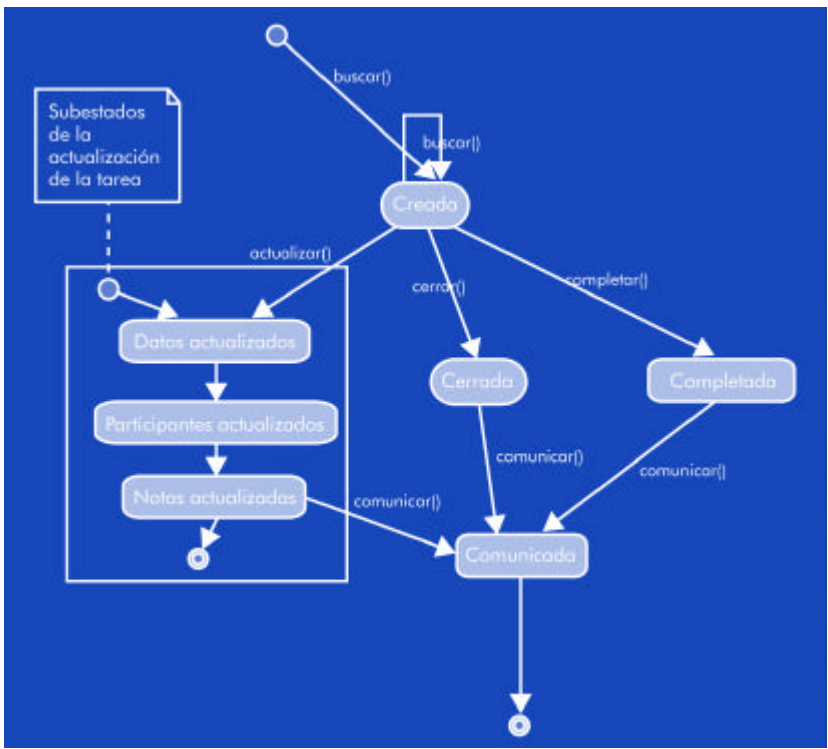 buscar()
Subestados
de la
actualización
de la tarea
buscar()
Creada
actualizar()
cerrar()
completar()
Datos actualizados
Cerrada
Completada
Participantes actualizados
comunicar()
comunicar()
Notas actualizadas
comunicar()
Comunicada